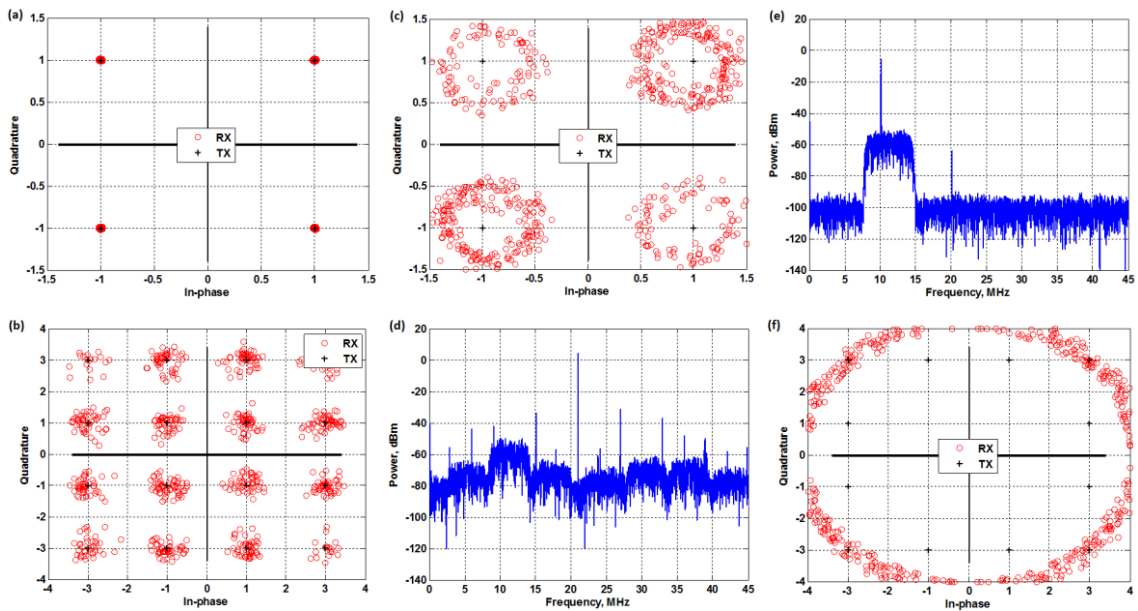 (a)
1.5
1
0.5
0
-0.5
-1
-1.5
-1.5 -1 -0.5 0 0.5 1 1.5
Quadrature
In-phase
RX
TX
(c)
1.5
1
0.5
0
-0.5
-1
-1.5
-1.5 -1 -0.5 0 0.5 1 1.5
Quadrature
In-phase
RX
TX
(e)
20
0
-20
-40
-60
-80
-100
-120
-140
0 5 10 15 20 25 30 35 40 45
Power, dBm
Frequency, MHz
(b)
4
3
2
1
0
-1
-2
-3
-4
-4 -3 -2 -1 0 1 2 3 4
Quadrature
In-phase
RX
TX
(d)
20
0
-20
-40
-60
-80
-100
-120
-140
0 5 10 15 20 25 30 35 40 45
Power, dBm
Frequency, MHz
(f)
4
3
2
1
0
-1
-2
-3
-4
-4 -3 -2 -1 0 1 2 3 4
Quadrature
In-phase
RX
TX